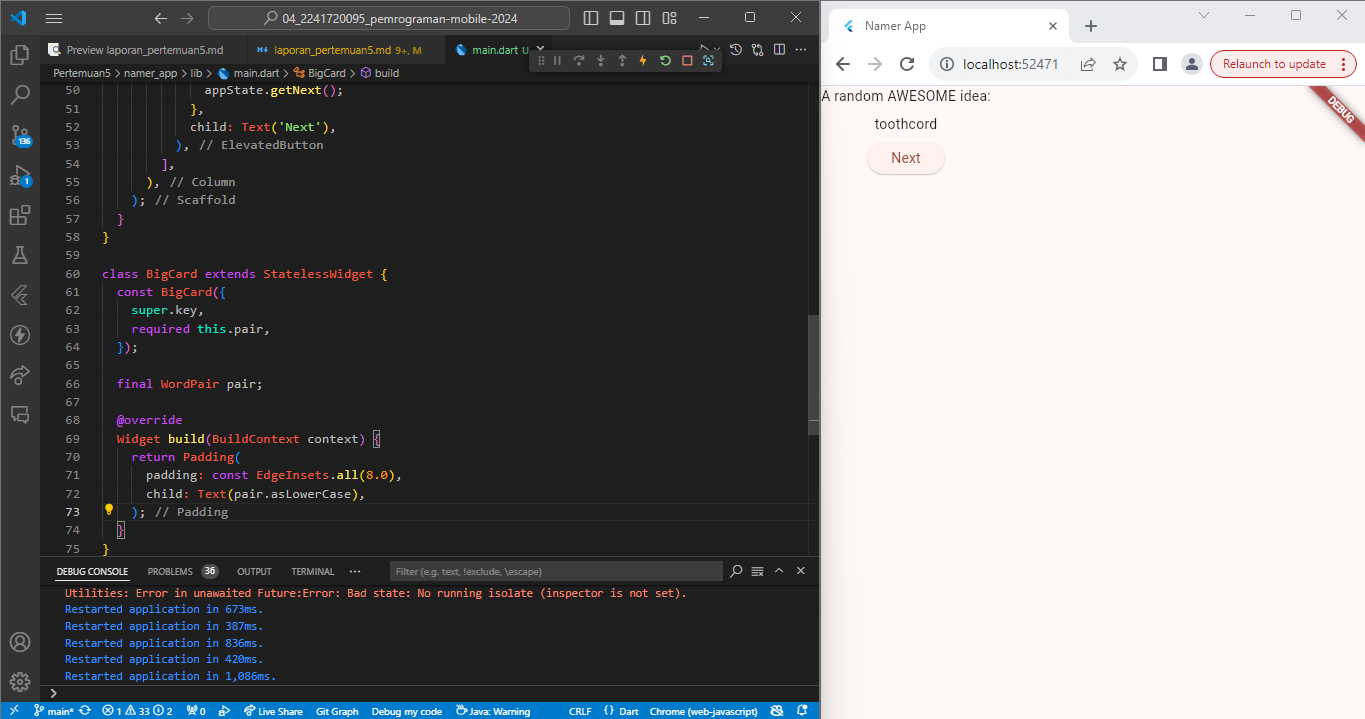 04_2241720095_pemrograman-mobile-2024
Preview laporan_pertemuan5.md
laporan_pertemuan5.md 9+, M
main.dart U
Pertemuan5 > namer_app > lib > main.dart > BigCard > build
50 appState.getNext();
51 },
52 child: Text('Next'),
53 ), // ElevatedButton
54 ],
55 ), // Column
56 ); // Scaffold
57 }
58 }
59
60 class BigCard extends StatelessWidget {
61 const BigCard({
62 super.key,
63 required this.pair,
64 });
65
66 final WordPair pair;
67
68 @override
69 Widget build(BuildContext context) {
70 return Padding(
71 padding: const EdgeInsets.all(8.0),
72 child: Text(pair.asLowerCase),
73 ); // Padding
74 }
75 }
136
1
DEBUG CONSOLE PROBLEMS 36 OUTPUT TERMINAL ··· Filter (e.g. text, !exclude, \escape)
Utilities: Error in unawaited Future:Error: Bad state: No running isolate (inspector is not set).
Restarted application in 673ms.
Restarted application in 387ms.
Restarted application in 836ms.
Restarted application in 420ms.
Restarted application in 1,086ms.
>
main* 1 33 2 0 Live Share Git Graph Debug my code Java: Warning CRLF {} Dart Chrome (web-javascript)
Namer App
localhost:52471
Relaunch to update
A random AWESOME idea:
toothcord
Next
DEBUG